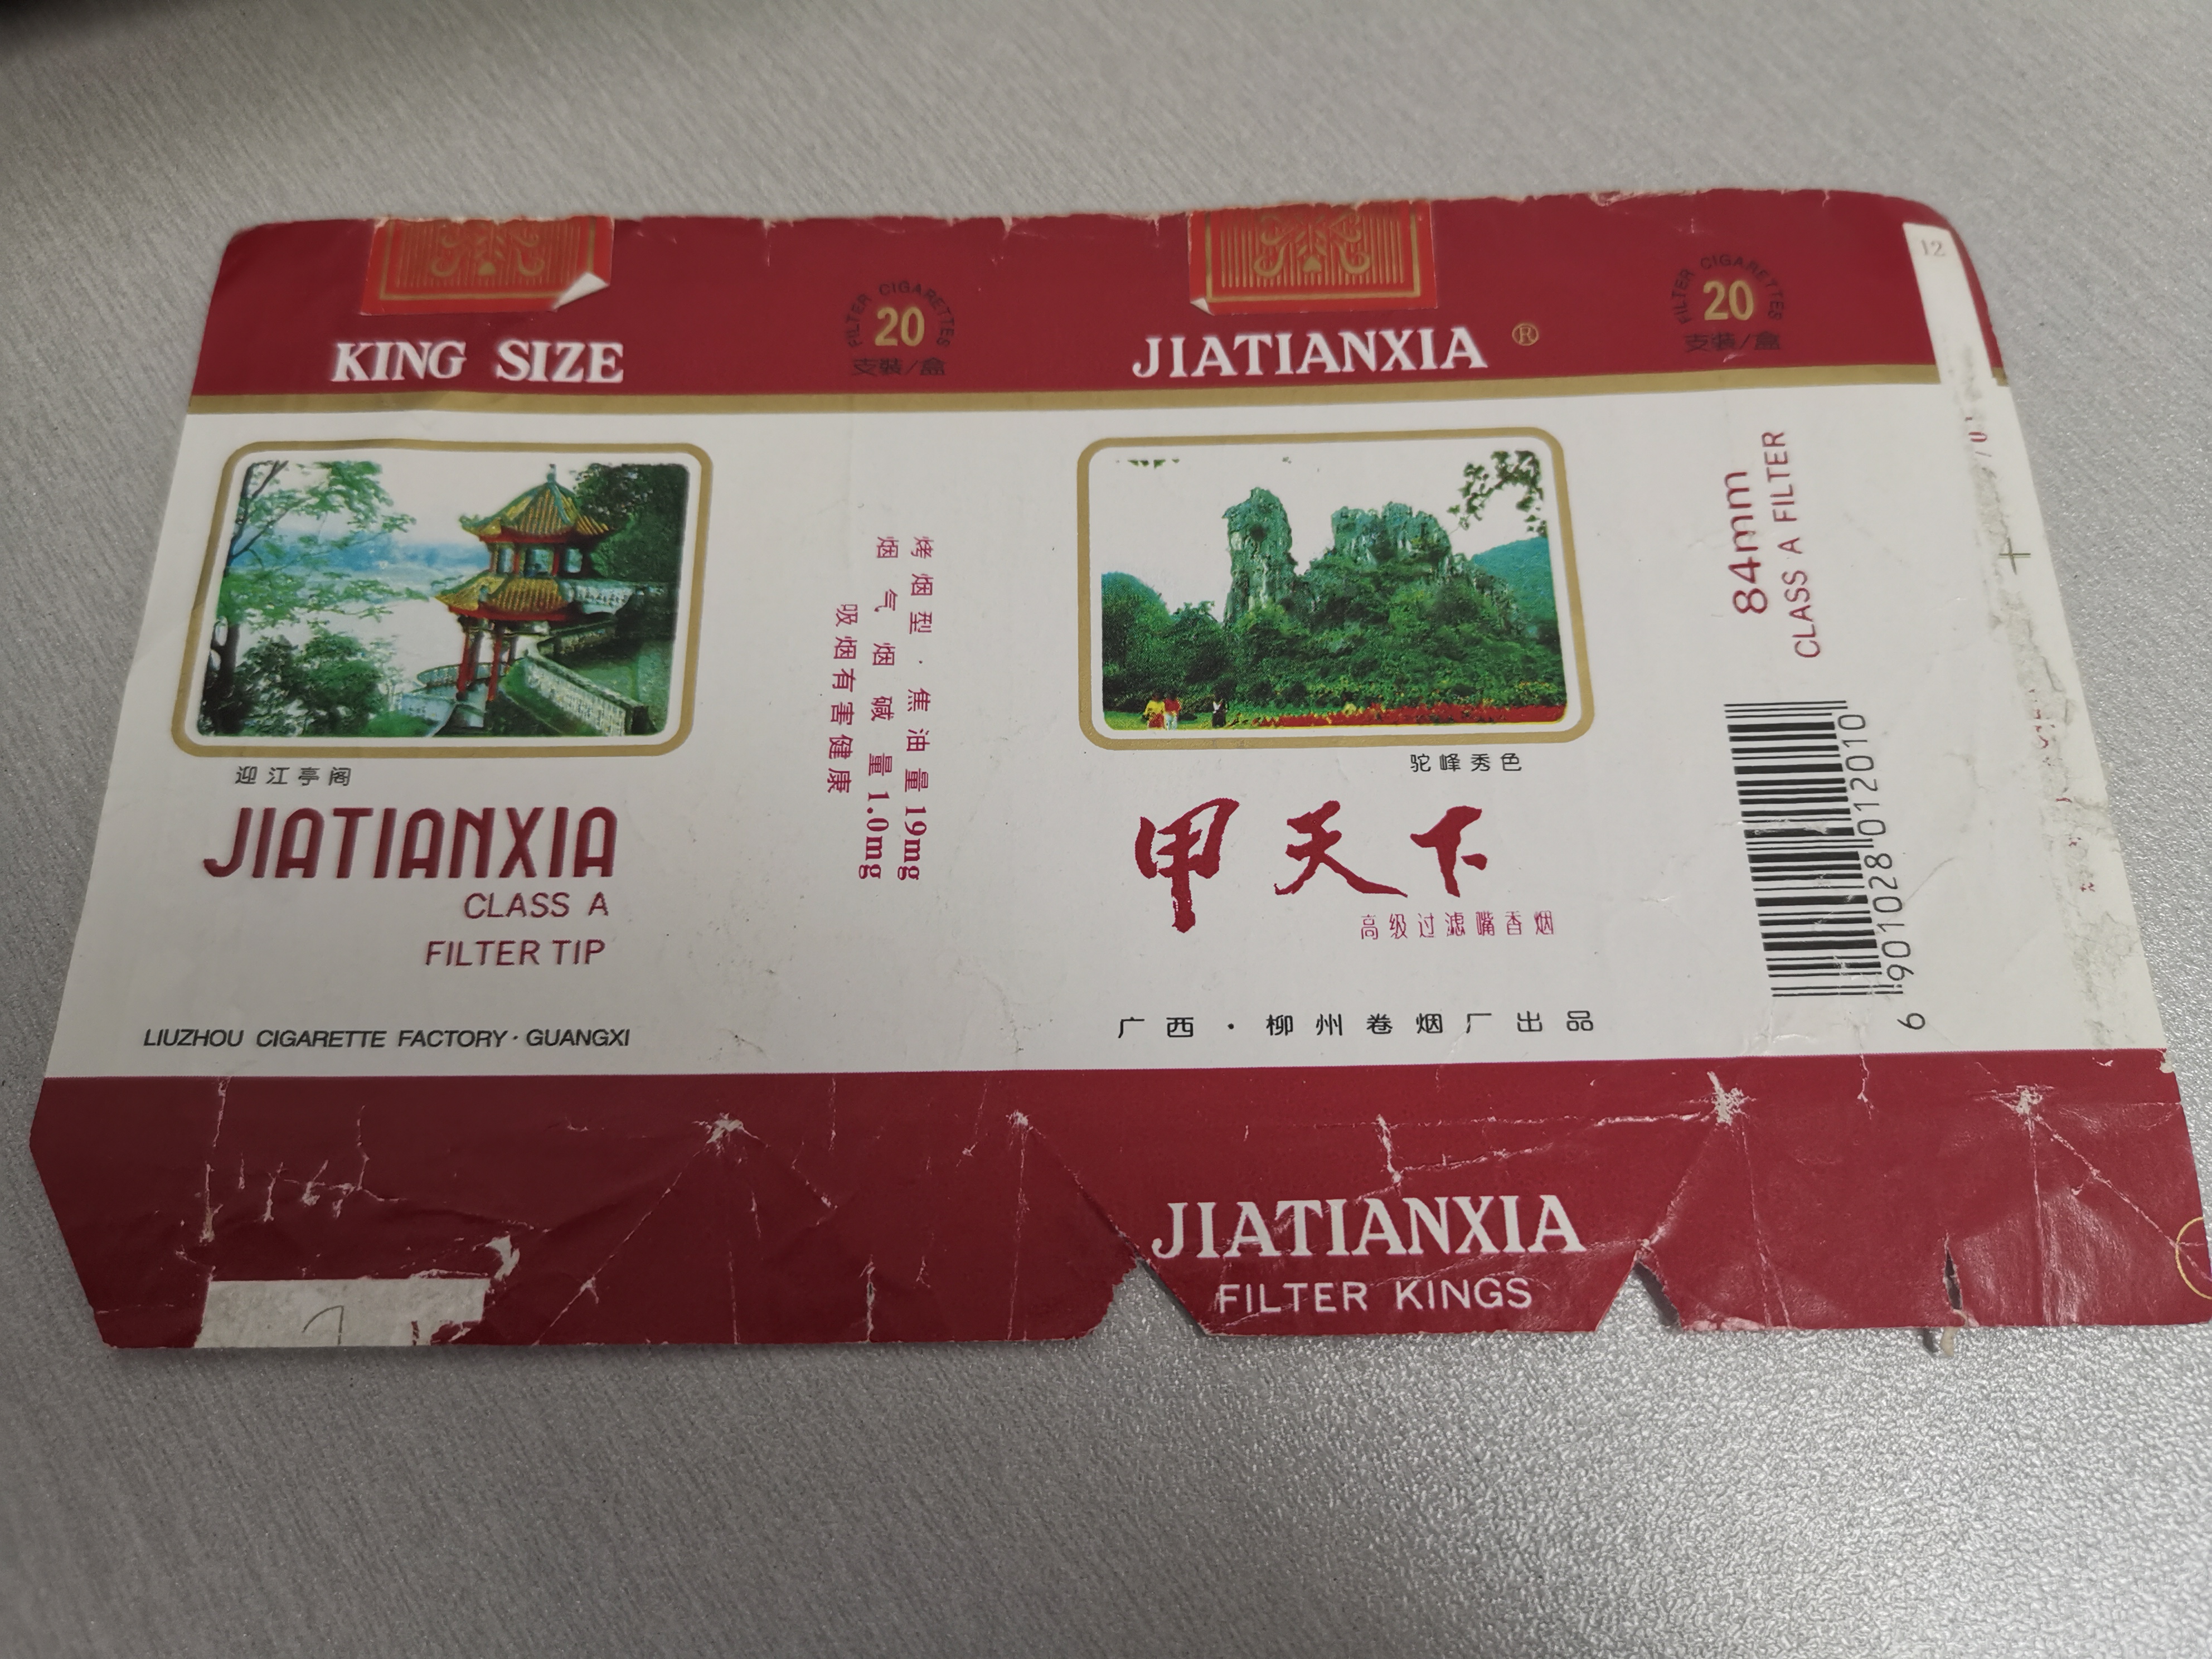 KING SIZE
FILTER CIGARETTES
20
支装/盒
JIATIANXIA ®
FILTER CIGARETTES
20
支装/盒
12
迎江亭阁
JIATIANXIA
CLASS A
FILTER TIP
LIUZHOU CIGARETTE FACTORY·GUANGXI
烤烟型·焦油量19mg
烟气烟碱量1.0mg
吸烟有害健康
驼峰秀色
甲天下
高级过滤嘴香烟
广西·柳州卷烟厂出品
84mm
CLASS A FILTER
6901028012010
JIATIANXIA
FILTER KINGS